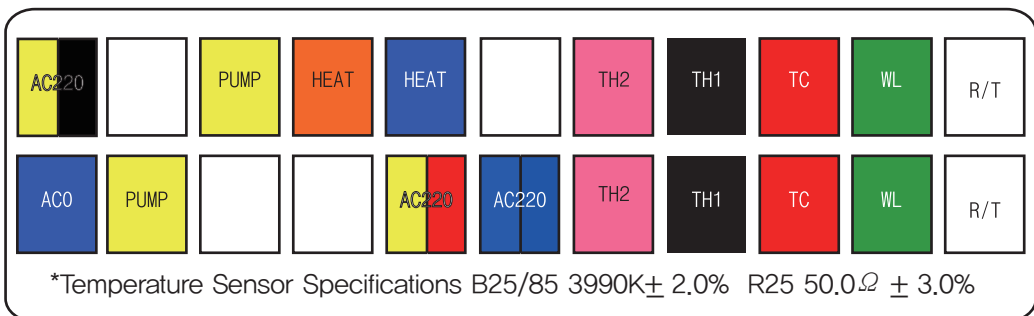 AC220 PUMP HEAT HEAT TH2 TH1 TC WL R/T
AC0 PUMP AC220 AC220 TH2 TH1 TC WL R/T
*Temperature Sensor Specifications B25/85 3990K± 2.0% R25 50.0Ω ± 3.0%